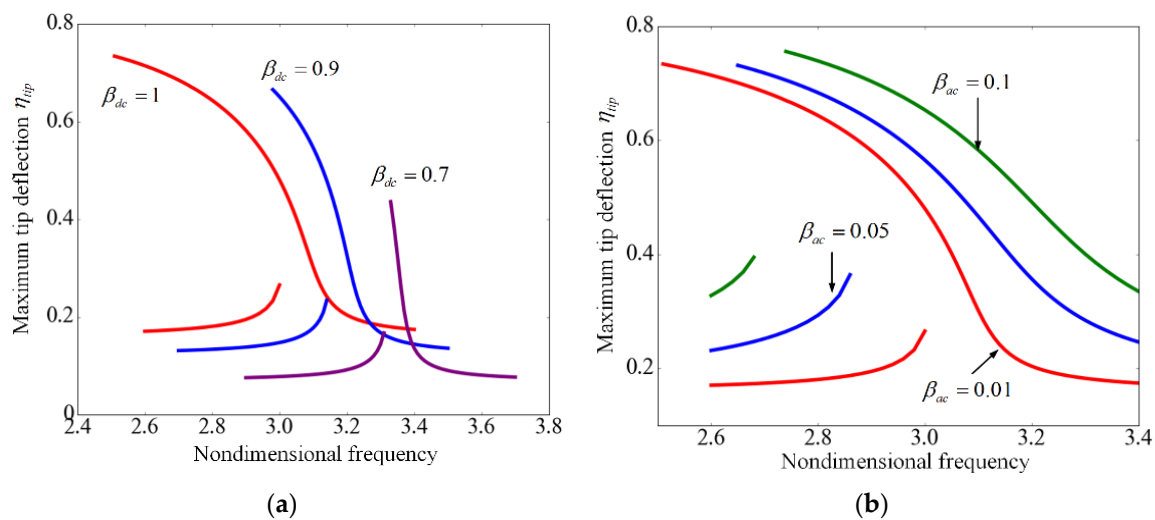 0.8
0.6
0.4
0.2
0
2.4 2.6 2.8 3.0 3.2 3.4 3.6 3.8
Maximum tip deflection η_tip
Nondimensional frequency
β_dc = 1
β_dc = 0.9
β_dc = 0.7
(a)
0.8
0.6
0.4
0.2
2.6 2.8 3.0 3.2 3.4
Maximum tip deflection η_tip
Nondimensional frequency
β_ac = 0.1
β_ac = 0.05
β_ac = 0.01
(b)